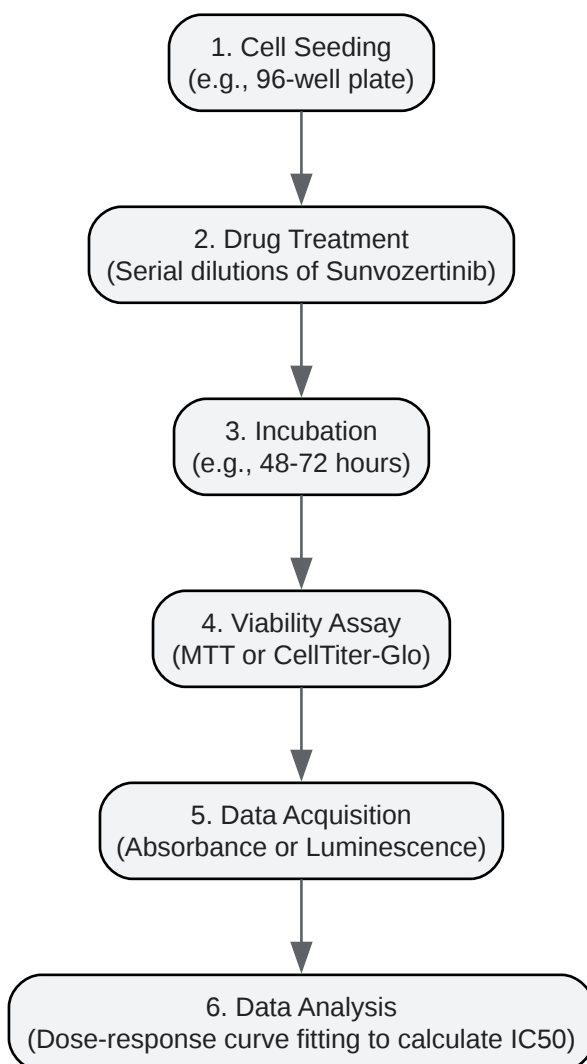 1. Cell Seeding
(e.g., 96-well plate)
2. Drug Treatment
(Serial dilutions of Sunvozertinib)
3. Incubation
(e.g., 48-72 hours)
4. Viability Assay
(MTT or CellTiter-Glo)
5. Data Acquisition
(Absorbance or Luminescence)
6. Data Analysis
(Dose-response curve fitting to calculate IC50)